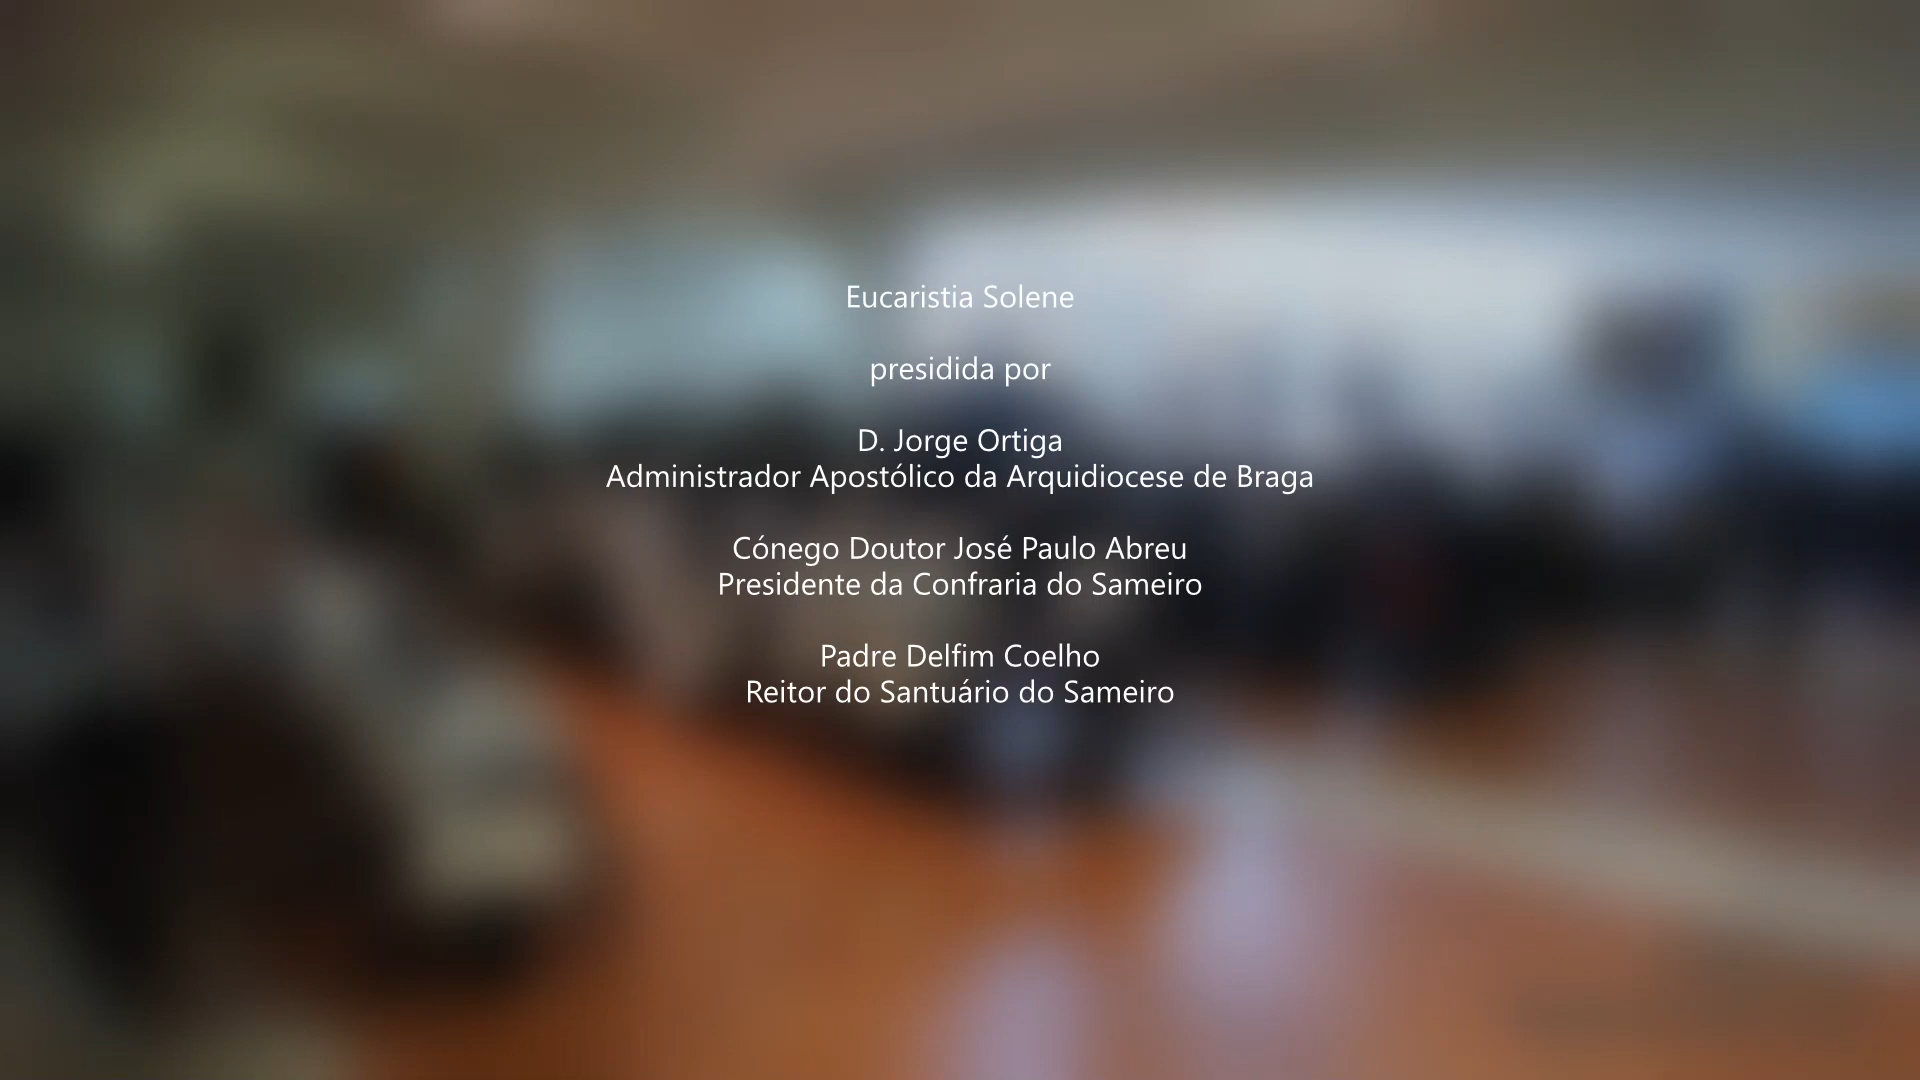 Eucaristia Solene
presidida por
D. Jorge Ortiga
Administrador Apostólico da Arquidiocese de Braga
Cónego Doutor José Paulo Abreu
Presidente da Confraria do Sameiro
Padre Delfim Coelho
Reitor do Santuário do Sameiro